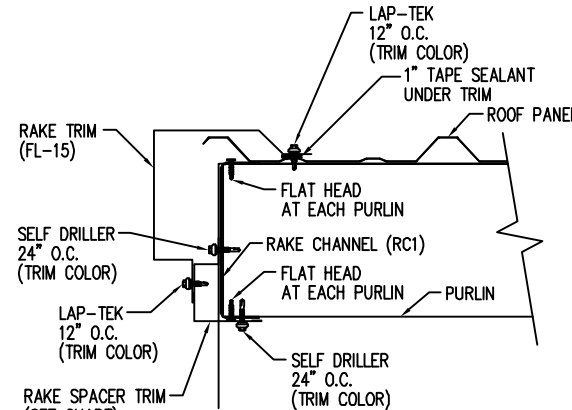 LAP-TEK
12" O.C.
(TRIM COLOR)
1" TAPE SEALANT
UNDER TRIM
ROOF PANEL
RAKE TRIM
(FL-15)
FLAT HEAD
AT EACH PURLIN
SELF DRILLER
24" O.C.
(TRIM COLOR)
RAKE CHANNEL (RC1)
FLAT HEAD
AT EACH PURLIN
PURLIN
LAP-TEK
12" O.C.
(TRIM COLOR)
SELF DRILLER
24" O.C.
(TRIM COLOR)
RAKE SPACER TRIM